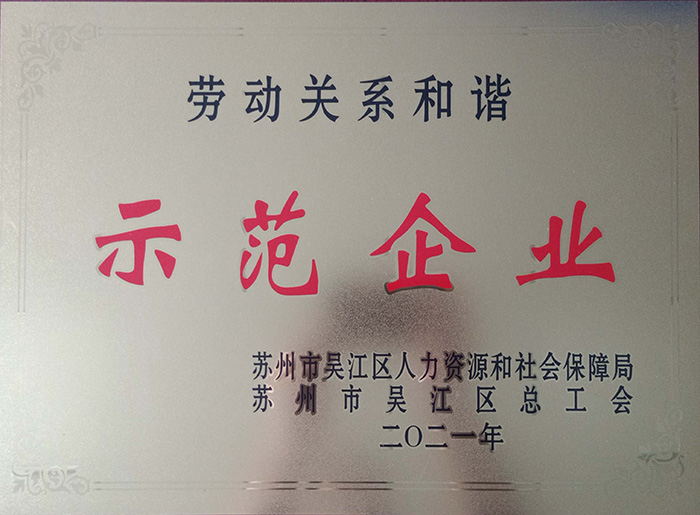 劳动关系和谐
示范企业
苏州市吴江区人力资源和社会保障局
苏州市吴江区总工会
二〇二一年